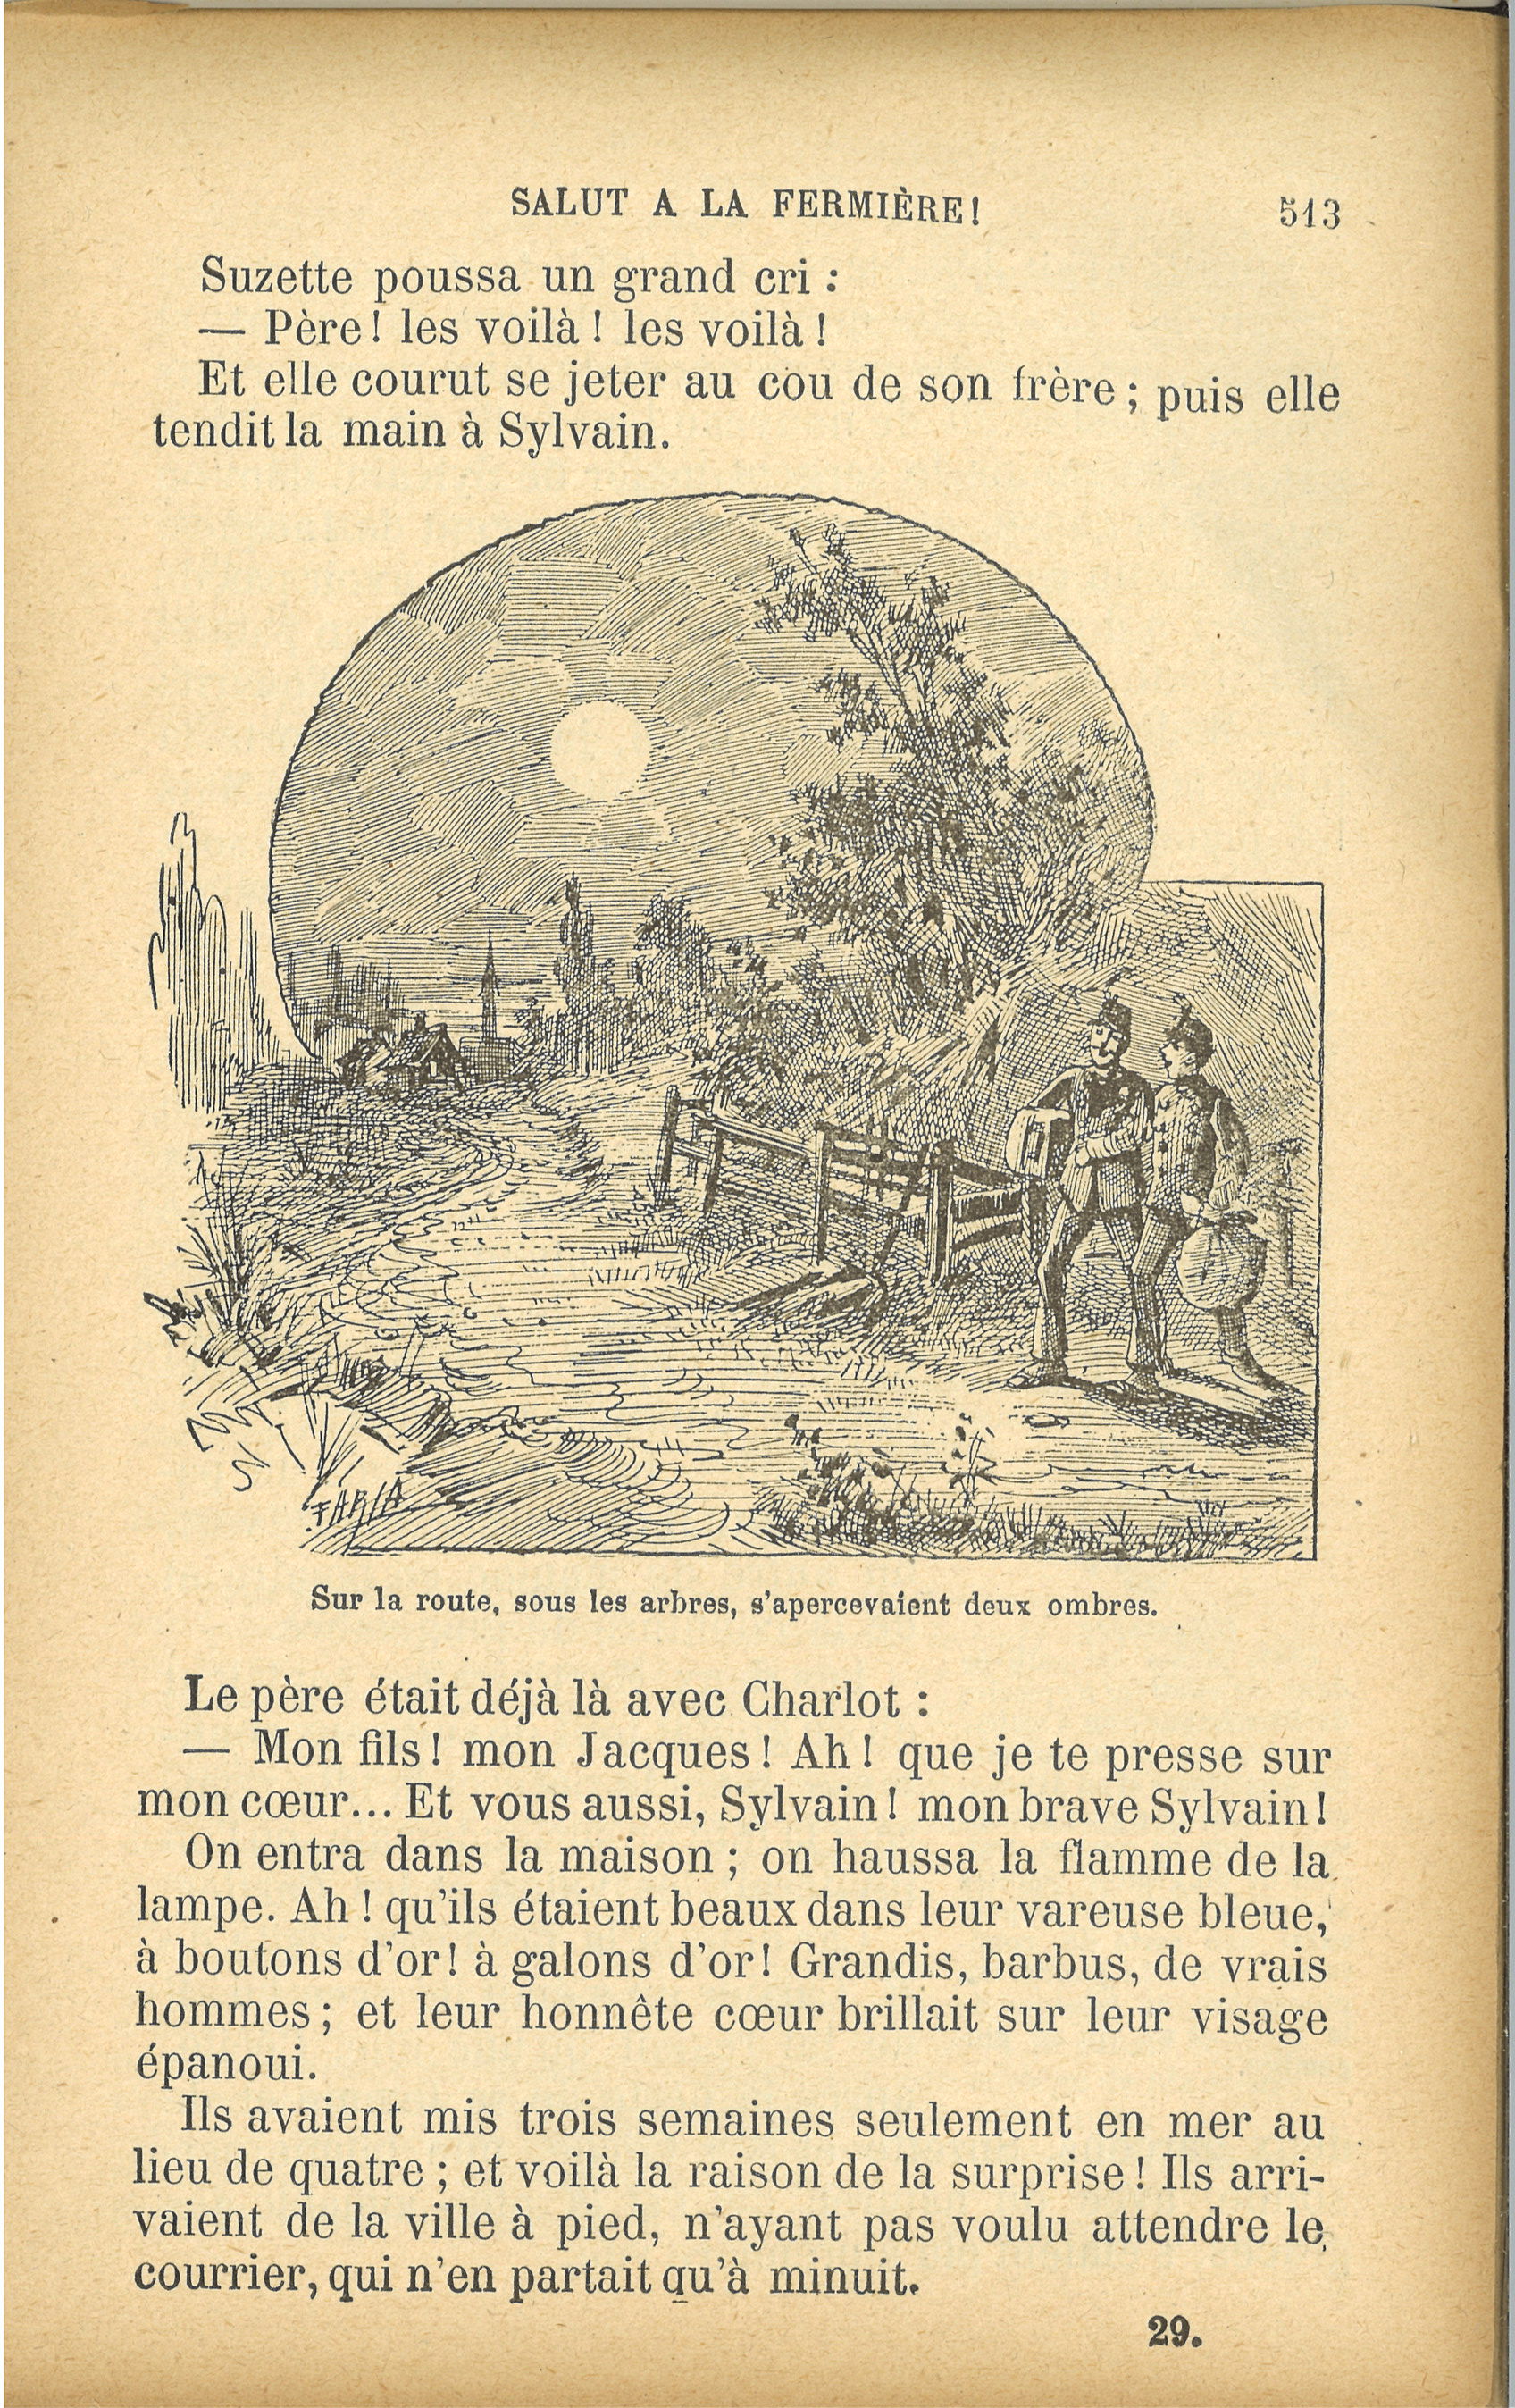 SALUT A LA FERMIÈRE! 513
Suzette poussa un grand cri :
— Père! les voilà! les voilà!
Et elle courut se jeter au cou de son frère; puis elle
tendit la main à Sylvain.
FARIA
Sur la route, sous les arbres, s'apercevaient deux ombres.
Le père était déjà là avec Charlot :
— Mon fils! mon Jacques! Ah! que je te presse sur
mon cœur... Et vous aussi, Sylvain! mon brave Sylvain!
On entra dans la maison; on haussa la flamme de la
lampe. Ah! qu'ils étaient beaux dans leur vareuse bleue,
à boutons d'or! à galons d'or! Grandis, barbus, de vrais
hommes; et leur honnête cœur brillait sur leur visage
épanoui.
Ils avaient mis trois semaines seulement en mer au
lieu de quatre; et voilà la raison de la surprise! Ils arri-
vaient de la ville à pied, n'ayant pas voulu attendre le
courrier, qui n'en partait qu'à minuit.
29.